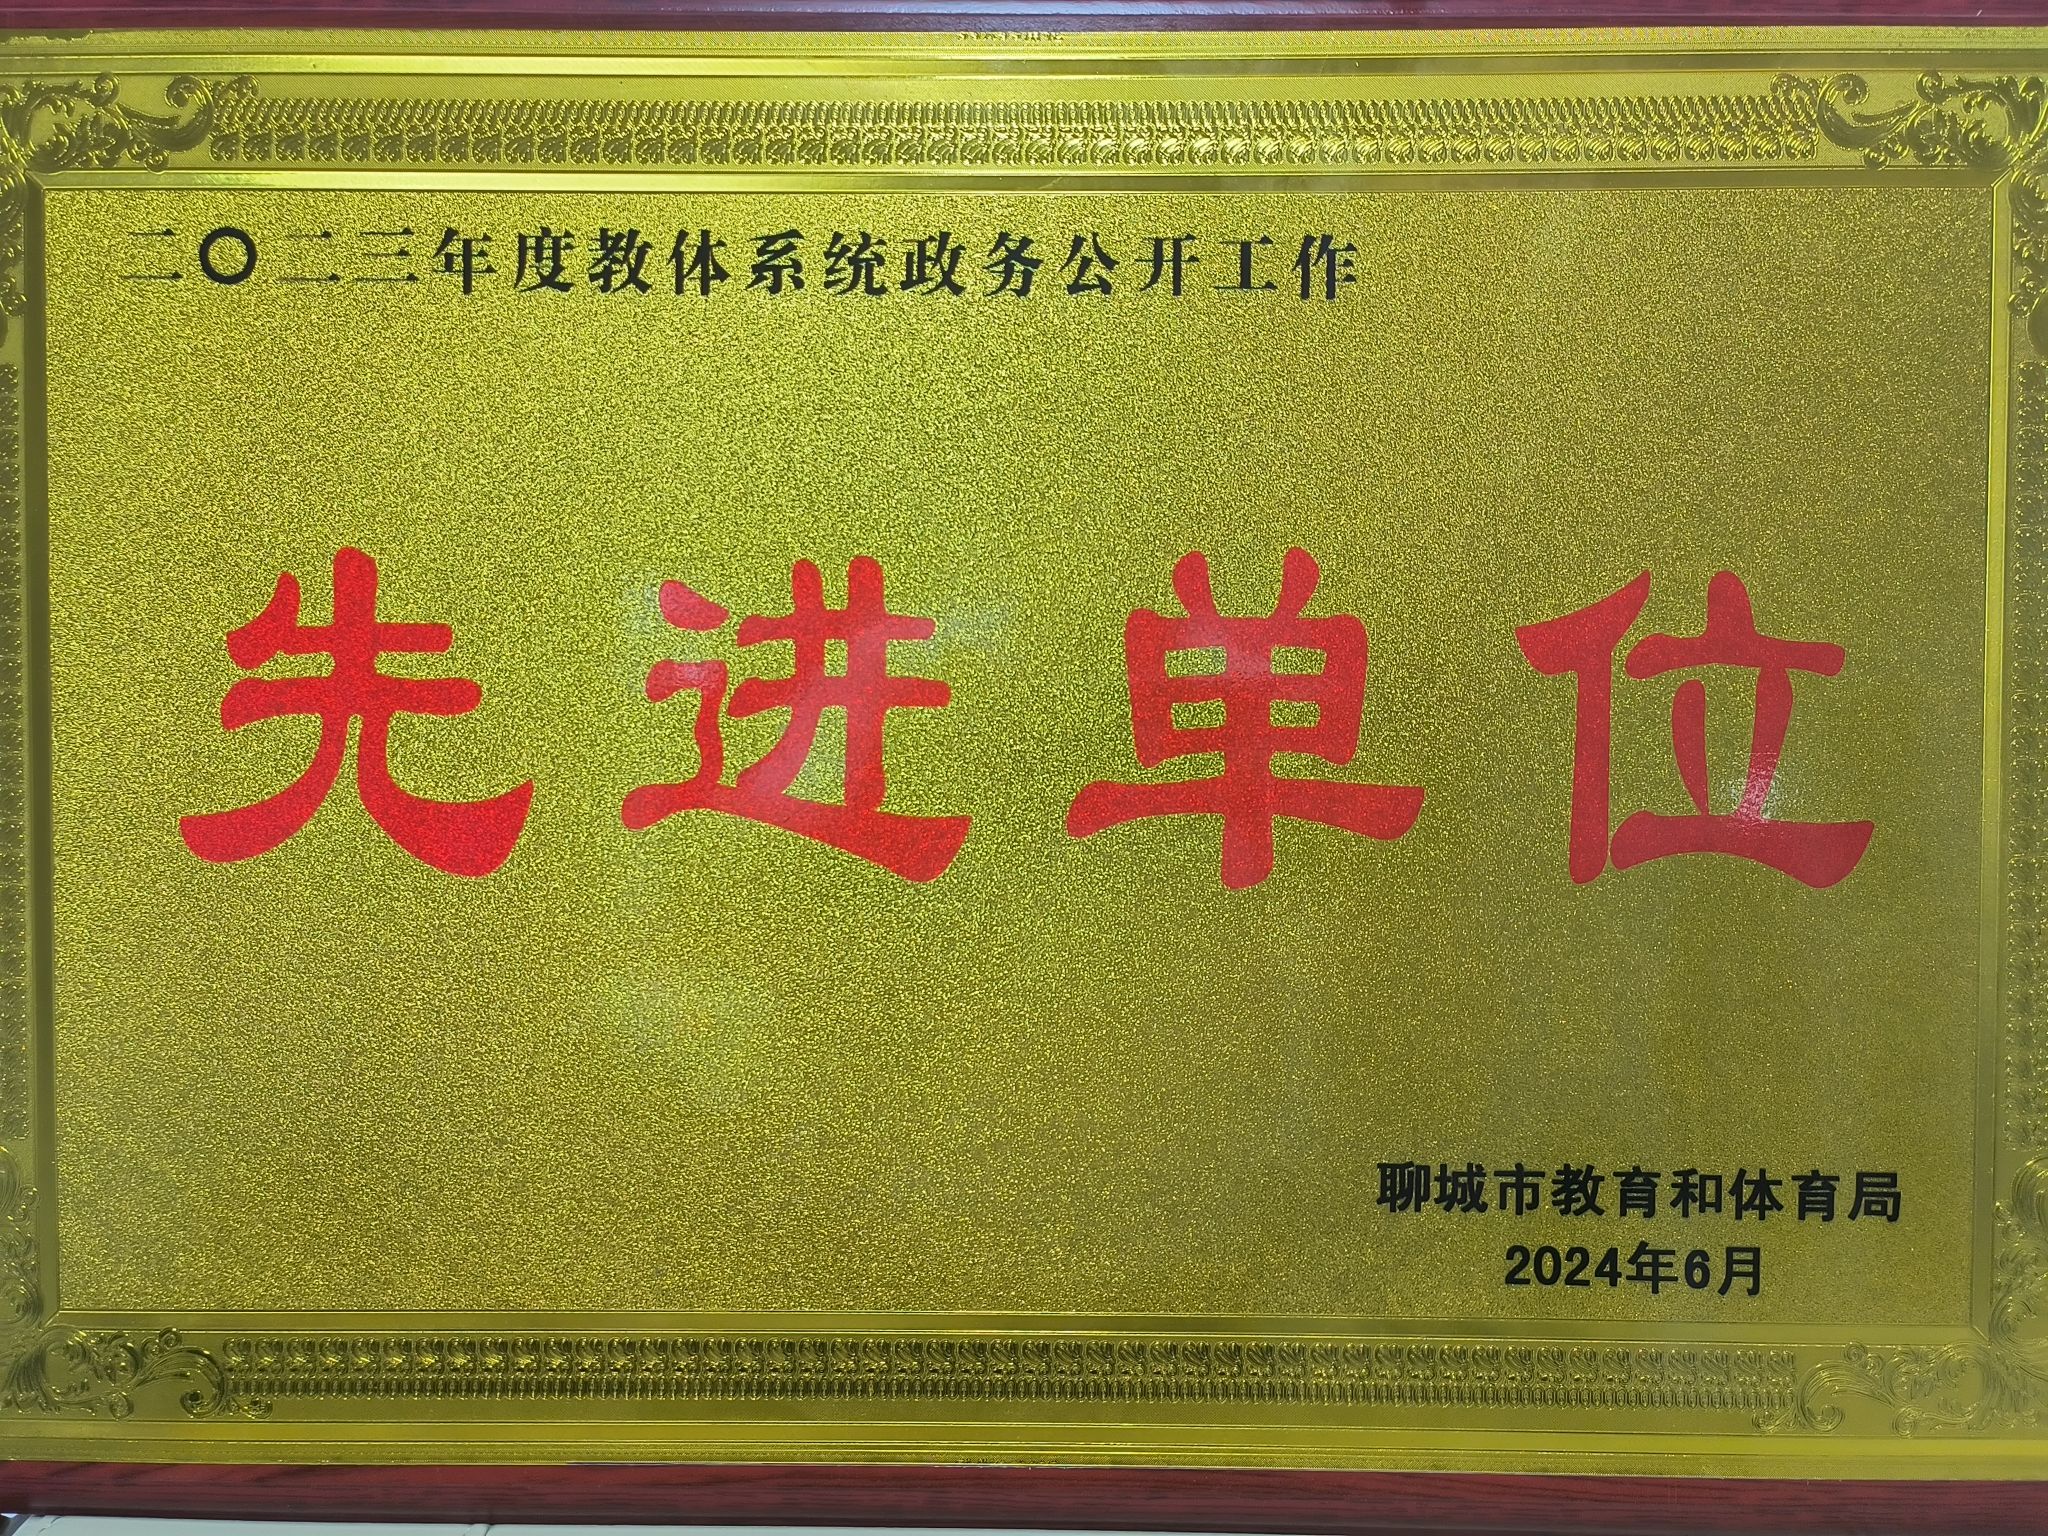 二〇二三年度教体系统政务公开工作
先进单位
聊城市教育和体育局
2024年6月